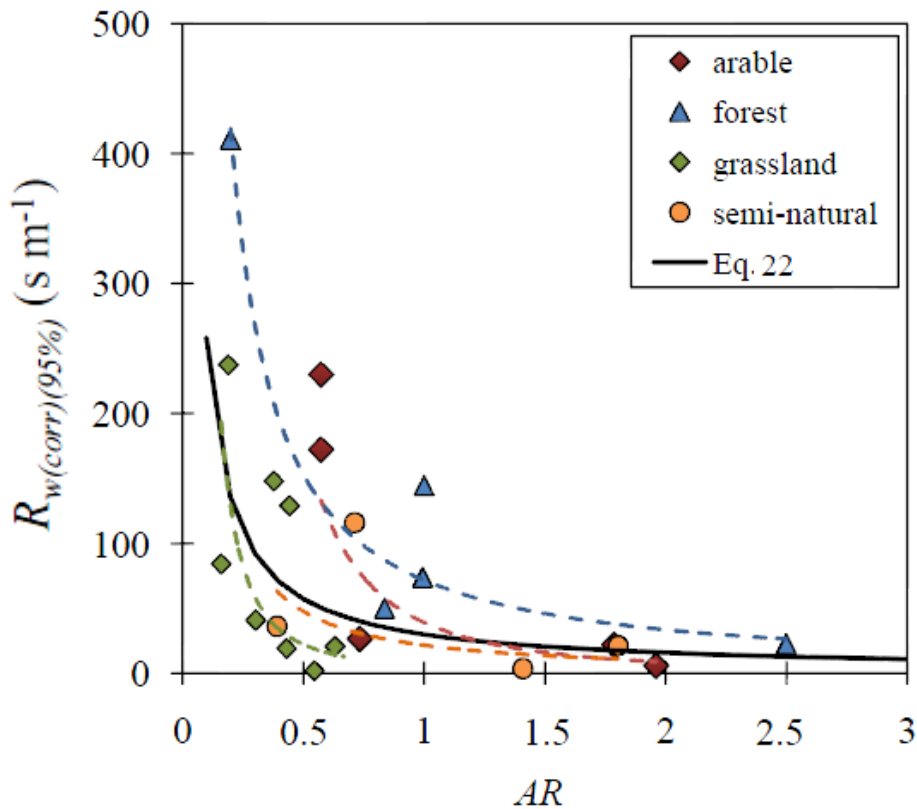 500
400
300
200
100
0
R_{w(corr)(95%)} (s m^{-1})
arable
forest
grassland
semi-natural
Eq. 22
0 0.5 1 1.5 2 2.5 3
AR